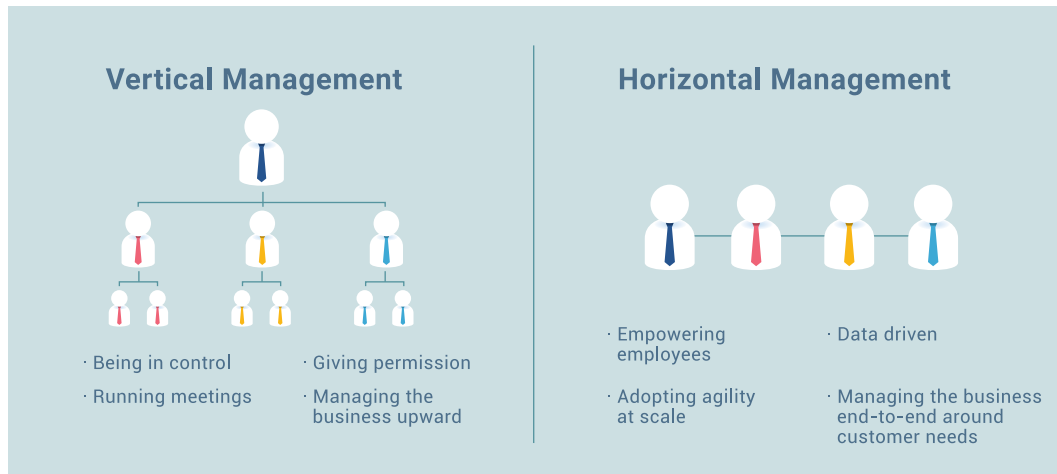 Vertical Management
· Being in control
· Giving permission
· Running meetings
· Managing the
business upward
Horizontal Management
· Empowering
employees
· Data driven
· Adopting agility
at scale
· Managing the business
end-to-end around
customer needs